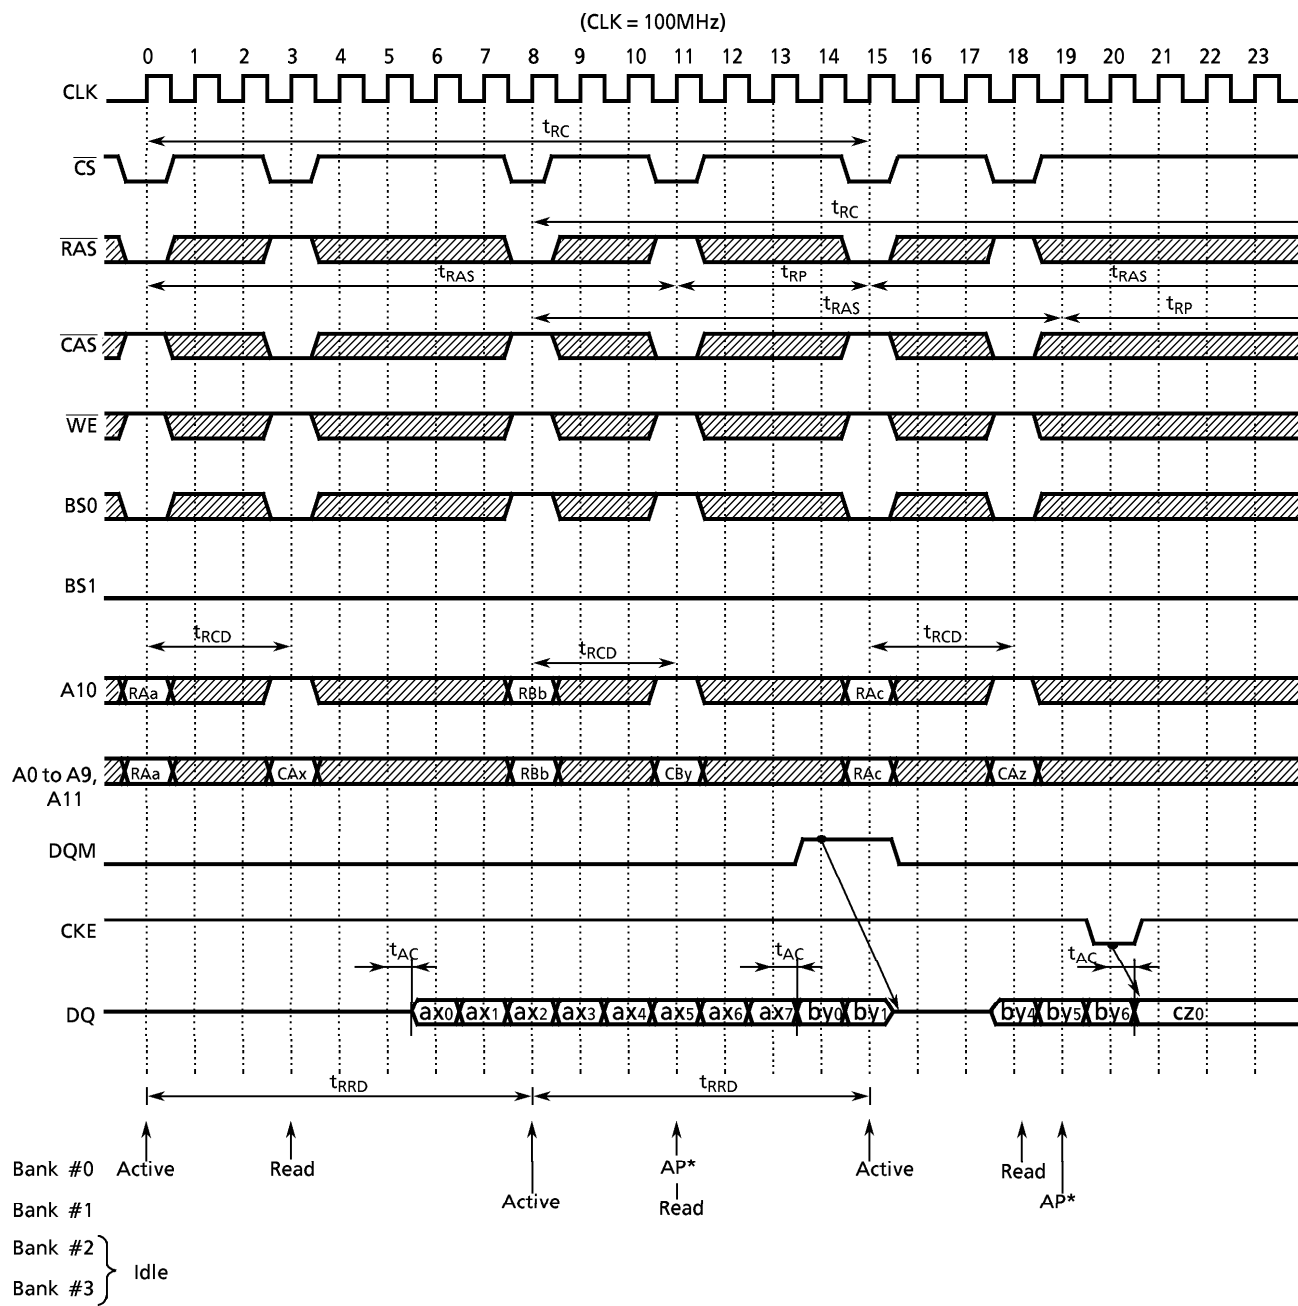 (CLK = 100MHz)
0 1 2 3 4 5 6 7 8 9 10 11 12 13 14 15 16 17 18 19 20 21 22 23
CLK
tRC
CS
tRC
RAS
tRAS tRP tRAS
tRAS tRP
CAS
WE
BS0
BS1
tRCD tRCD tRCD
A10 RAa RBb RAc
A0 to A9, RAa CAx RBb CBy RAc CAz
A11
DQM
CKE
tAC tAC tAC
DQ ax0 ax1 ax2 ax3 ax4 ax5 ax6 ax7 by0 by1 by4 by5 by6 cz0
tRRD tRRD
Bank #0 Active Read AP* Active Read
Bank #1 Active Read AP*
Bank #2
Idle
Bank #3